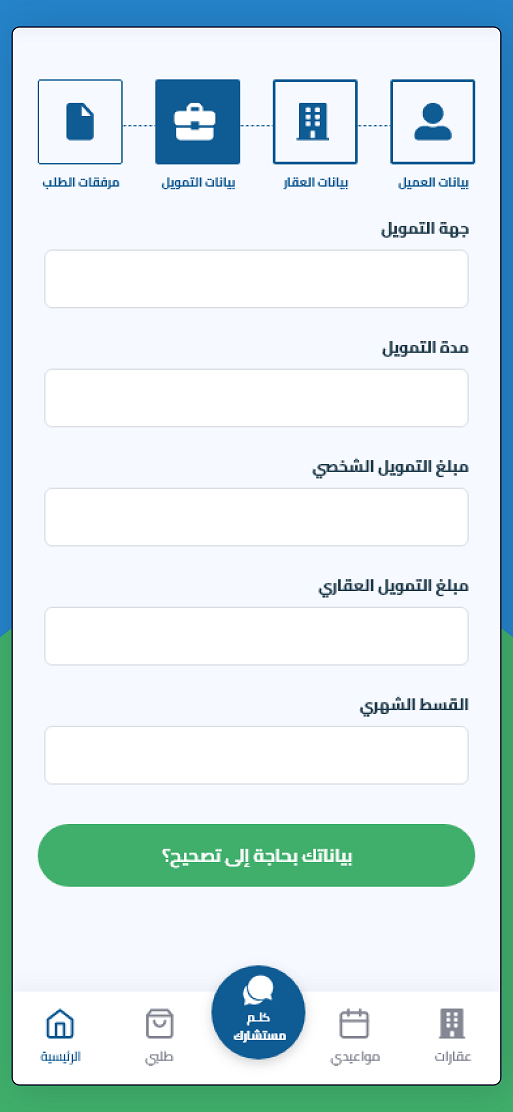 بيانات العميل
بيانات العقار
بيانات التمويل
مرفقات الطلب
جهة التمويل
مدة التمويل
مبلغ التمويل الشخصي
مبلغ التمويل العقاري
القسط الشهري
بياناتك بحاجة إلى تصحيح؟
عقارات
مواعيدي
كلم
مستشارك
طلبي
الرئيسية